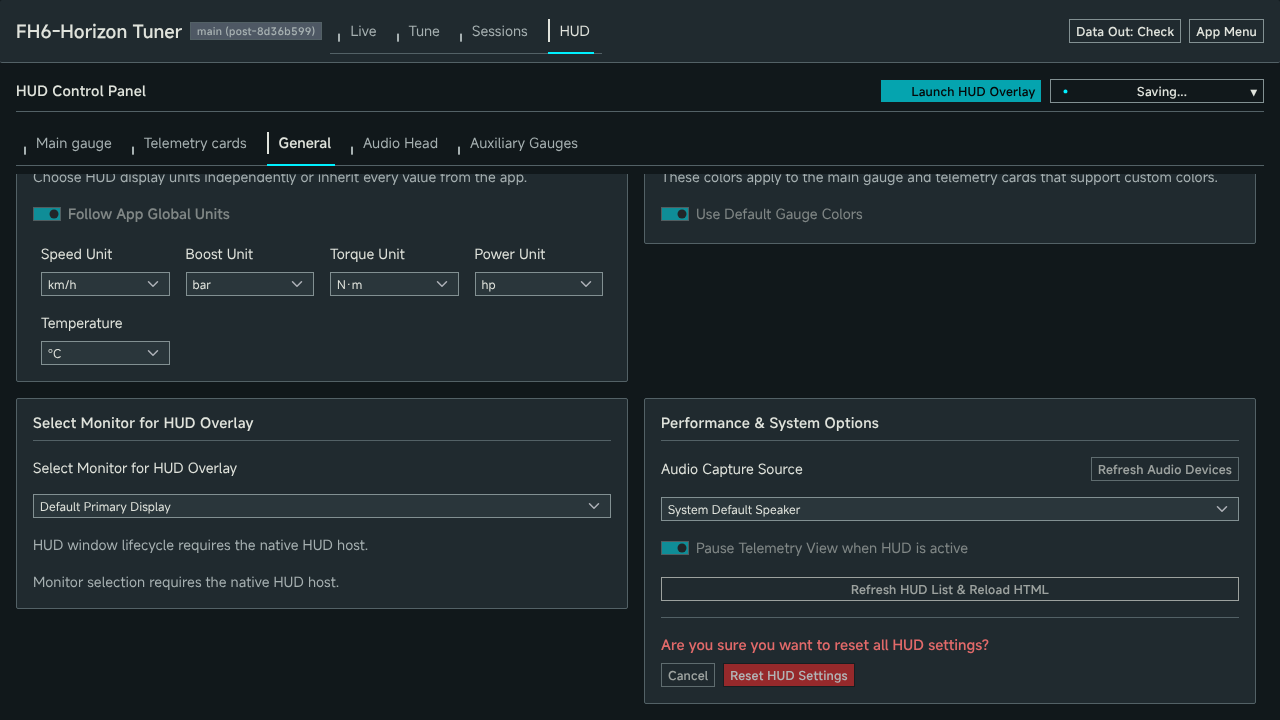 FH6-Horizon Tuner
main (post-8d36b599)
Live
Tune
Sessions
HUD
Data Out: Check
App Menu
HUD Control Panel
Launch HUD Overlay
Saving...
Main gauge
Telemetry cards
General
Audio Head
Auxiliary Gauges
Choose HUD display units independently or inherit every value from the app.
Follow App Global Units
Speed Unit
Boost Unit
Torque Unit
Power Unit
km/h
bar
N·m
hp
Temperature
°C
These colors apply to the main gauge and telemetry cards that support custom colors.
Use Default Gauge Colors
Select Monitor for HUD Overlay
Select Monitor for HUD Overlay
Default Primary Display
HUD window lifecycle requires the native HUD host.
Monitor selection requires the native HUD host.
Performance & System Options
Audio Capture Source
Refresh Audio Devices
System Default Speaker
Pause Telemetry View when HUD is active
Refresh HUD List & Reload HTML
Are you sure you want to reset all HUD settings?
Cancel
Reset HUD Settings